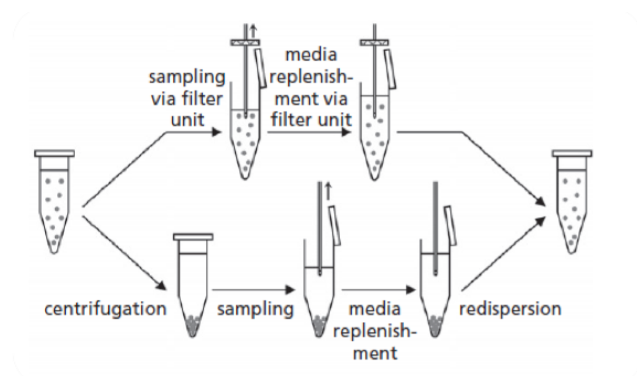 sampling
via filter
unit
media
replenish-
ment via
filter unit
centrifugation
sampling
media
replenish-
ment
redispersion